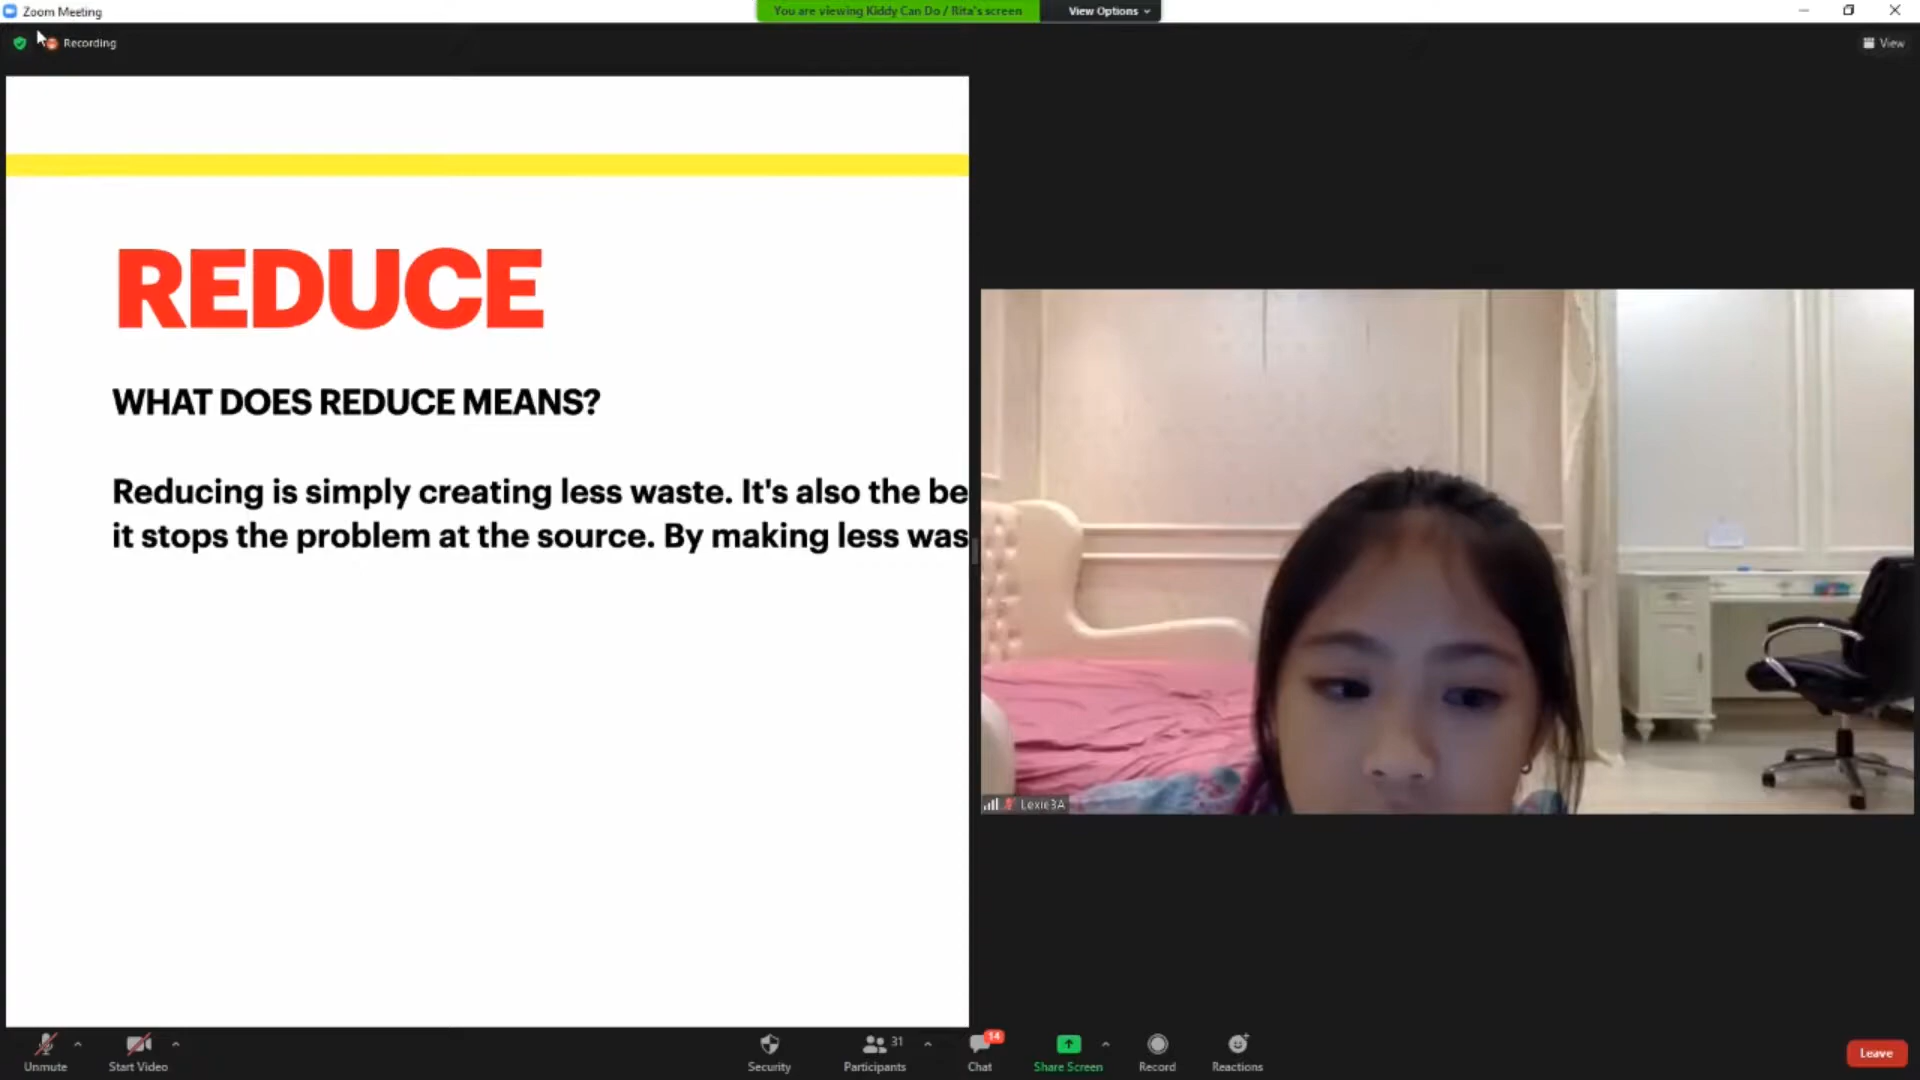 Zoom Meeting
You are viewing Kiddy Can Do / Rita's screen
View Options
Recording
View
REDUCE
WHAT DOES REDUCE MEANS?
Reducing is simply creating less waste. It's also the be
it stops the problem at the source. By making less was
Lexie3A
Unmute
Start Video
Security
Participants
31
Chat
14
Share Screen
Record
Reactions
Leave